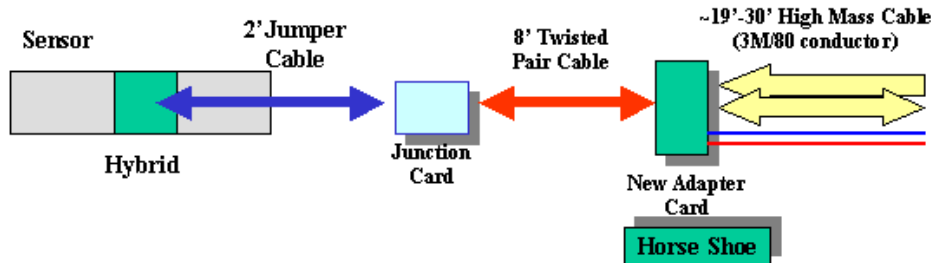 Sensor
2' Jumper
Cable
8' Twisted
Pair Cable
~19'-30' High Mass Cable
(3M/80 conductor)
Hybrid
Junction
Card
New Adapter
Card
Horse Shoe